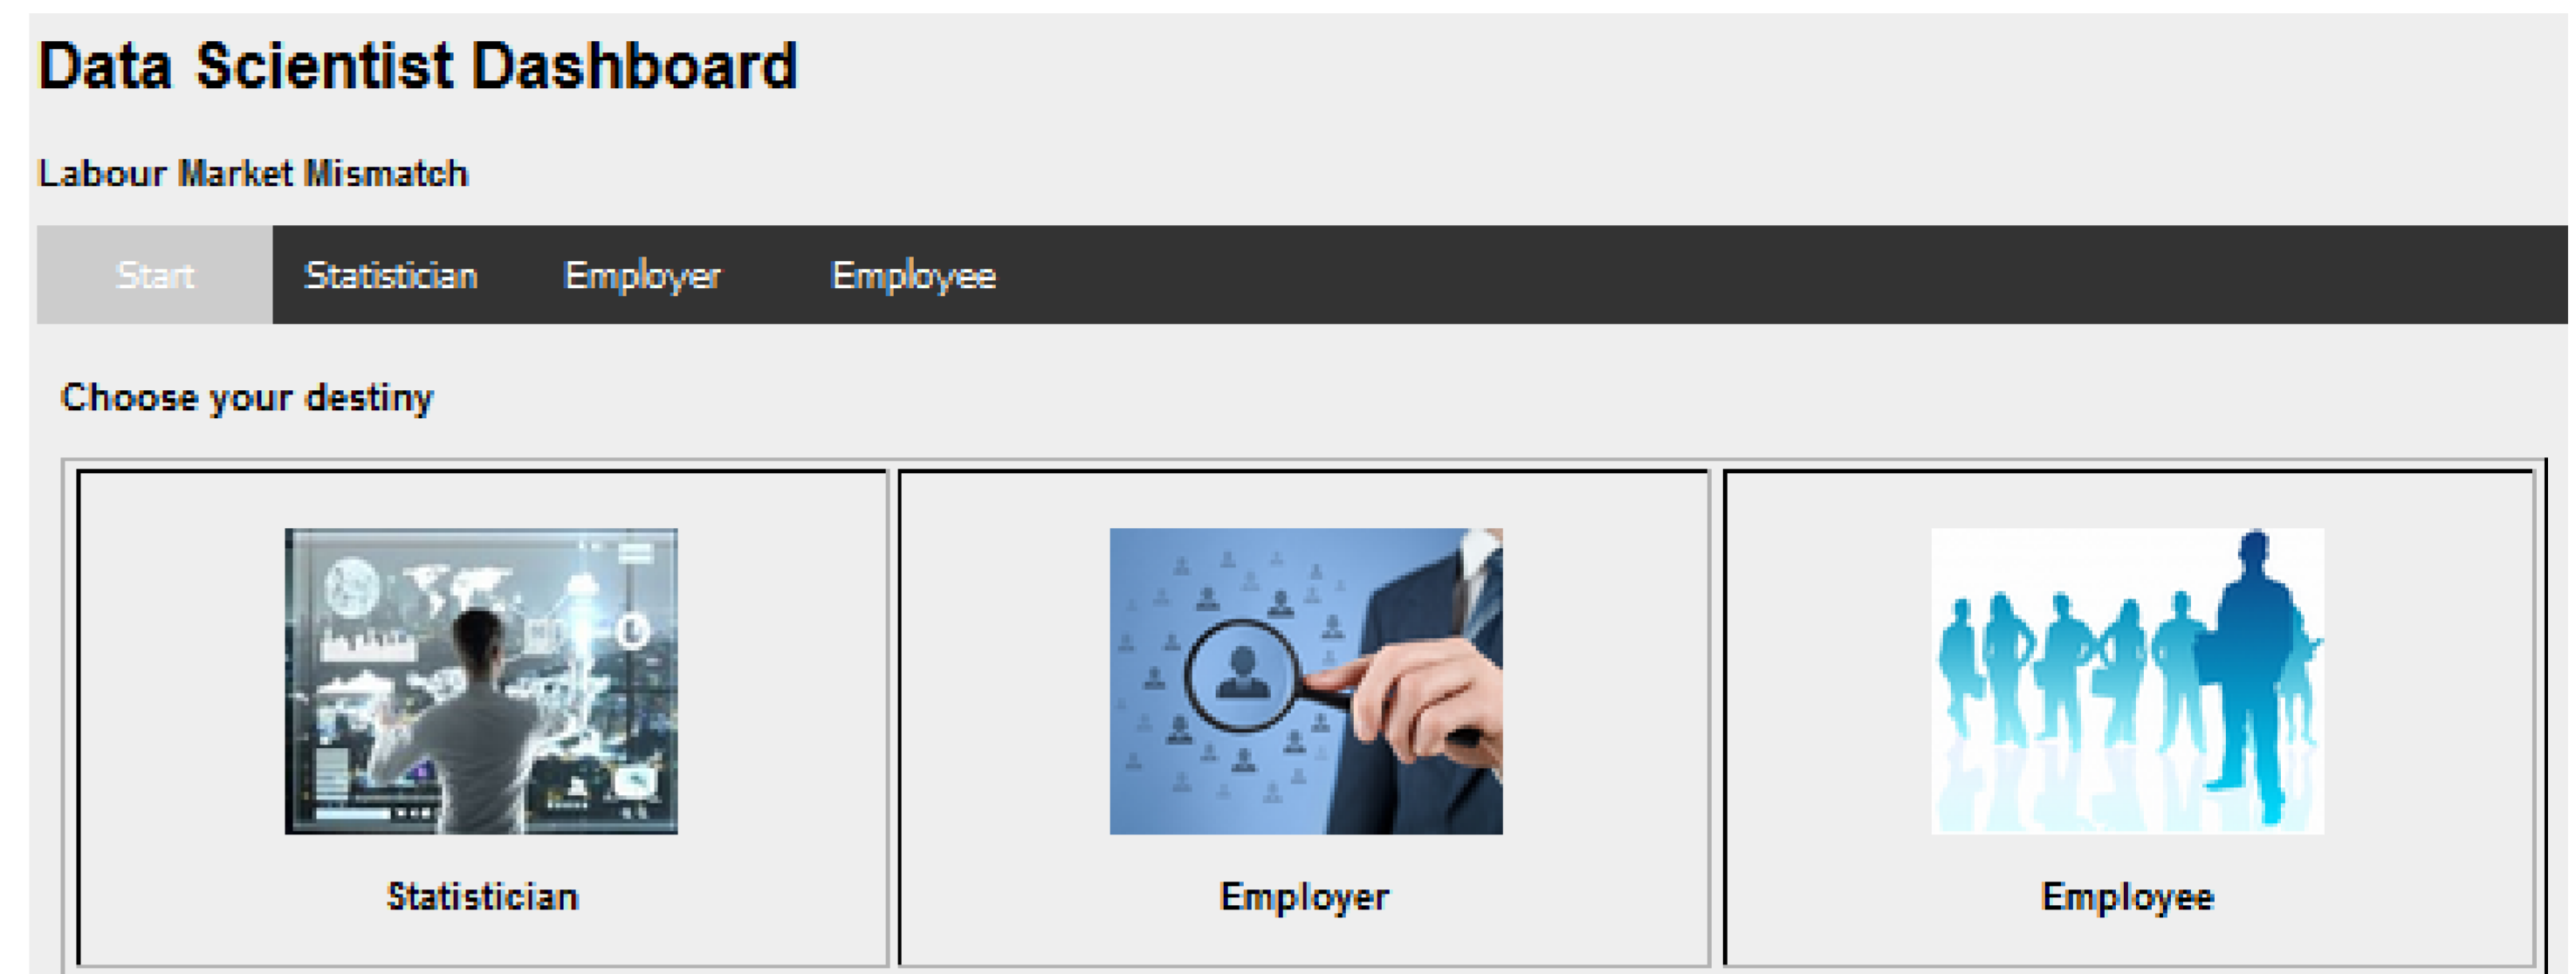 Data Scientist Dashboard
Labour Market Mismatch
Start Statistician Employer Employee
Choose your destiny
Statistician Employer Employee